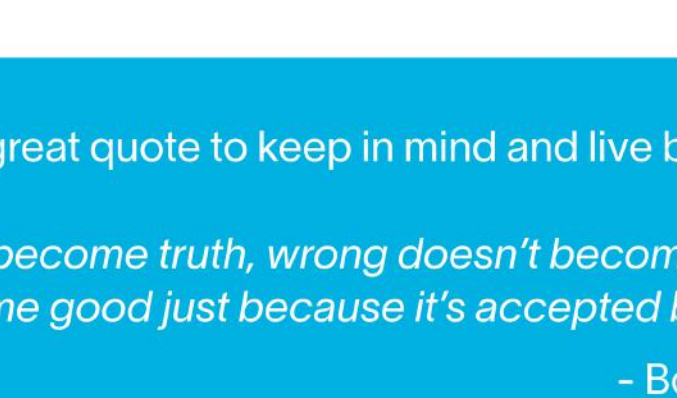 great quote to keep in mind and live b
become truth, wrong doesn’t becom
me good just because it’s accepted b
- Bo